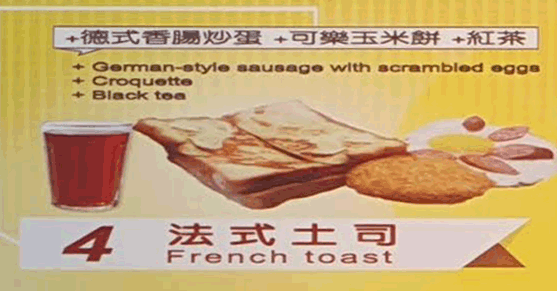 +德式香腸炒蛋 +可樂玉米餅 +紅茶
+ German-style sausage with scrambled eggs
+ Croquette
+ Black tea
4 法式土司
French toast